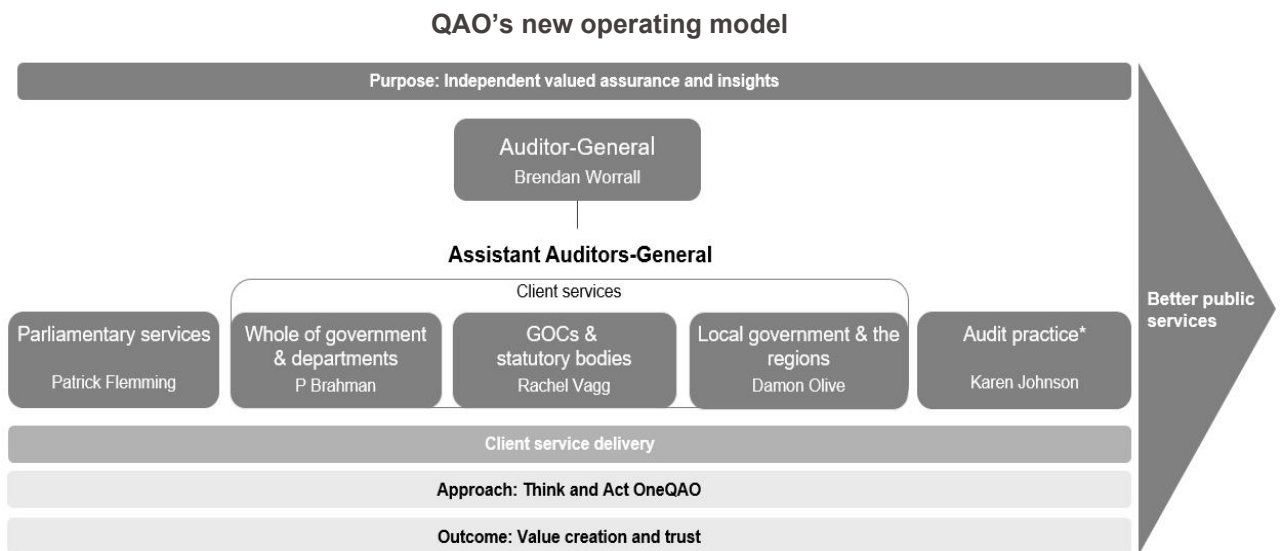 QAO’s new operating model
Purpose: Independent valued assurance and insights
Auditor-General
Brendan Worrall
Assistant Auditors-General
Client services
Parliamentary services
Patrick Flemming
Whole of government
& departments
P Brahman
GOCs &
statutory bodies
Rachel Vagg
Local government & the
regions
Damon Olive
Audit practice*
Karen Johnson
Better public
services
Client service delivery
Approach: Think and Act OneQAO
Outcome: Value creation and trust